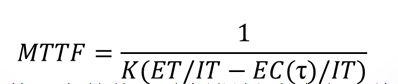 MTTF = 1 / K(ET/IT − EC(τ)/IT)